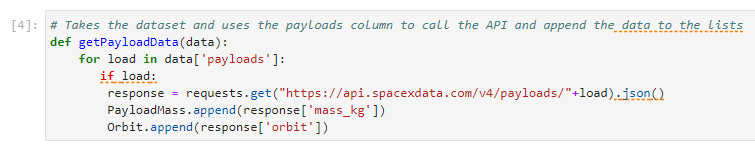 [4]: # Takes the dataset and uses the payloads column to call the API and append the data to the lists
def getPayloadData(data):
    for load in data['payloads']:
       if load:
        response = requests.get("https://api.spacexdata.com/v4/payloads/"+load).json()
        PayloadMass.append(response['mass_kg'])
        Orbit.append(response['orbit'])